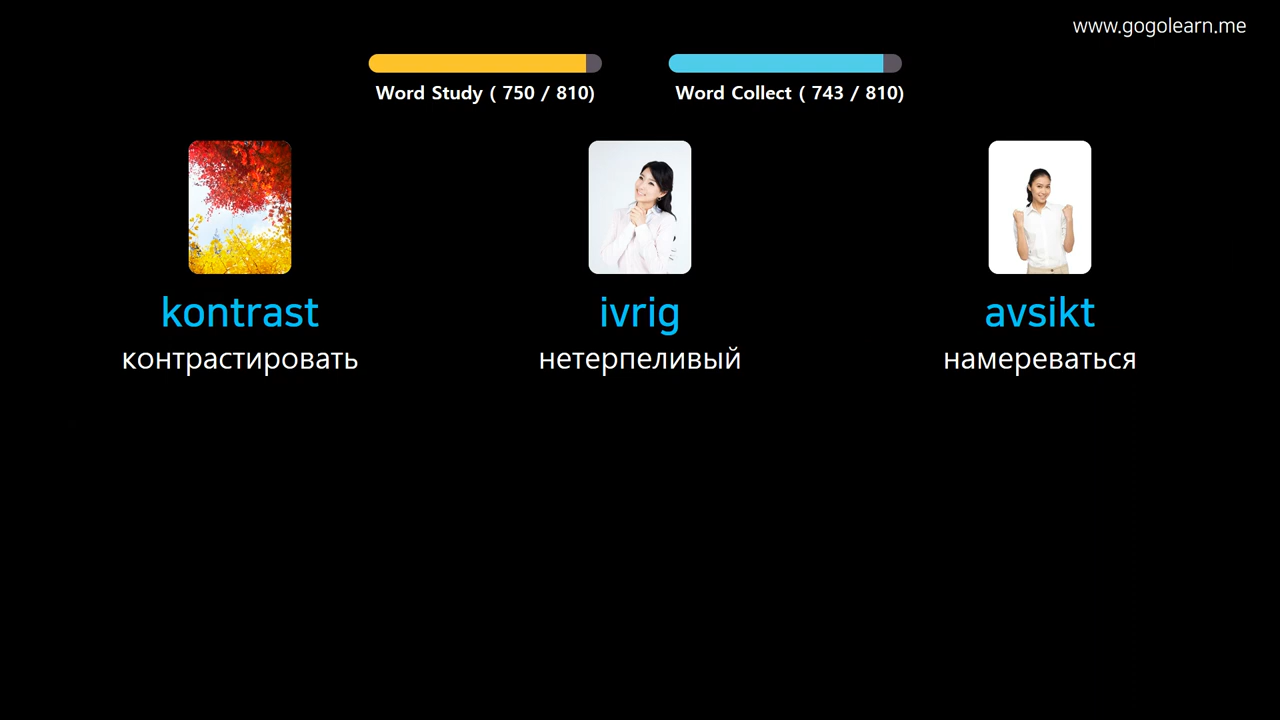 www.gogolearn.me
Word Study ( 750 / 810)
Word Collect ( 743 / 810)
kontrast
контрастировать
ivrig
нетерпеливый
avsikt
намереваться